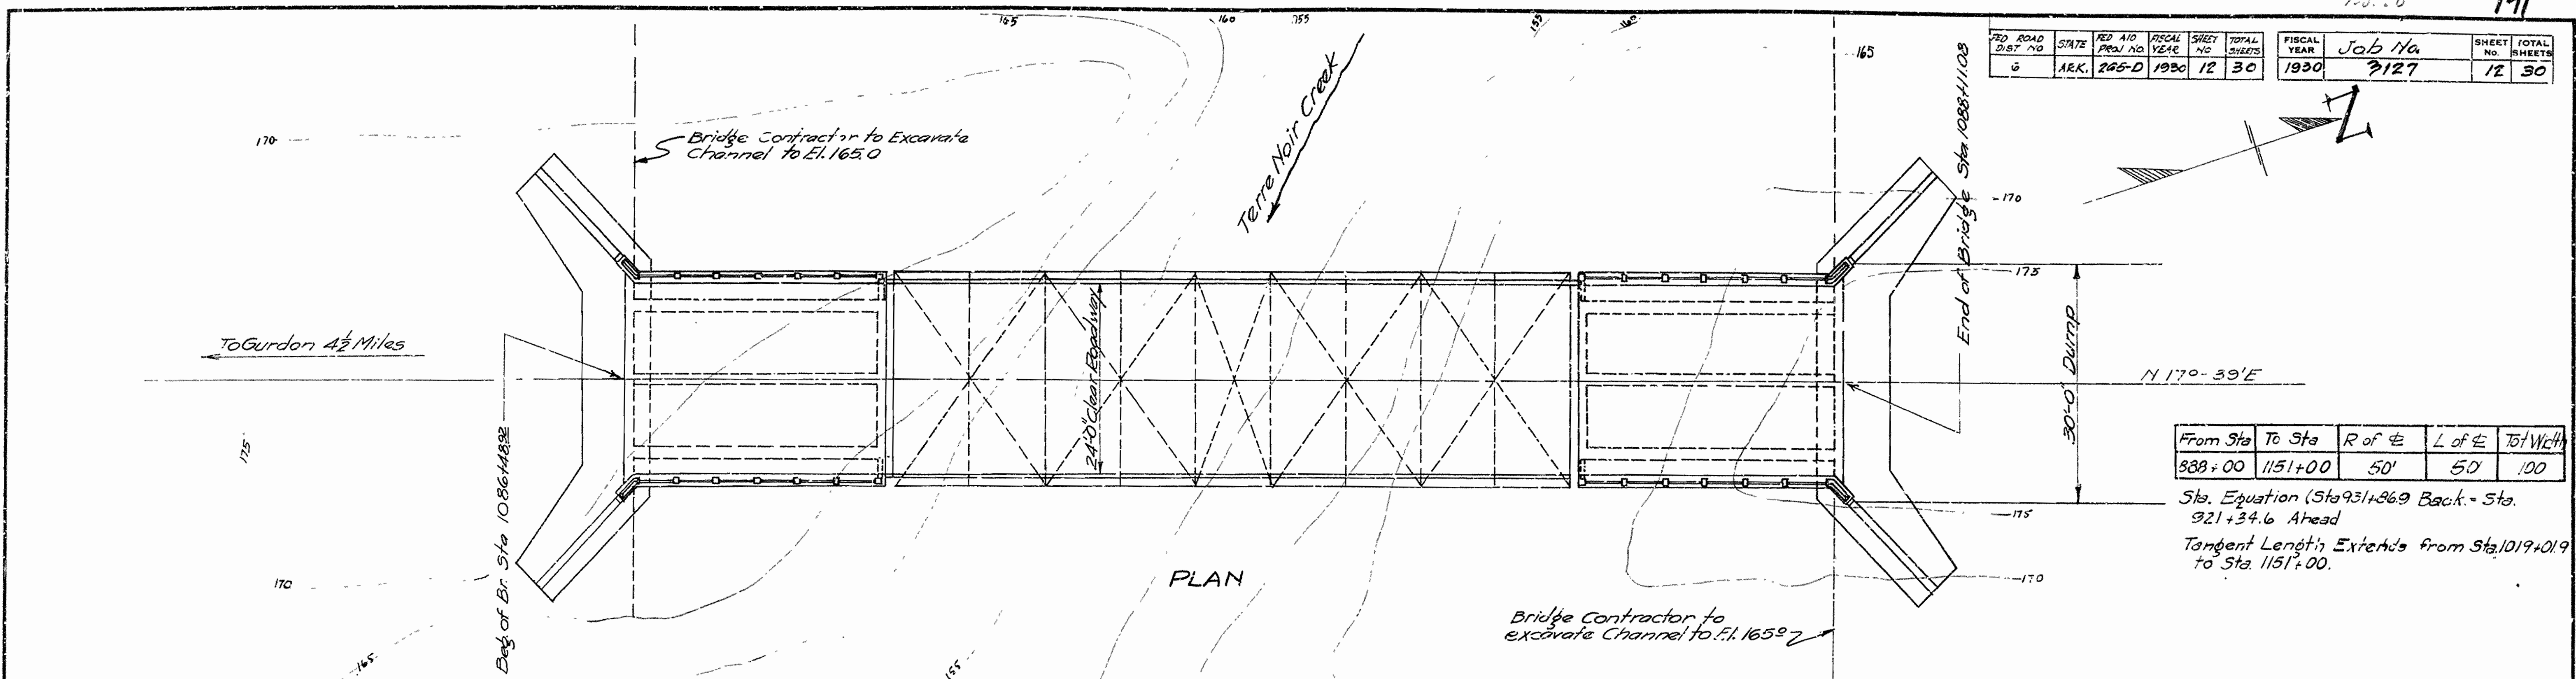 171
165
160
155
155
160
165
FED ROAD DIST NO STATE FED AID PROJ NO. FISCAL YEAR SHEET NO TOTAL SHEETS
6 ARK. 265-D 1930 12 30
FISCAL YEAR Job No. SHEET No. TOTAL SHEETS
1930 3127 12 30
170
Bridge Contractor to Excavate
Channel to El. 165.0
Terre Noir Creek
N
170
175
End of Bridge Sta. 1088+11.08
To Gurdon 4½ Miles
24'-0" Clear Roadway
30'-0" Dump
N 17°-39'E
175
Beg. of Br. Sta 1086+48.92
From Sta To Sta R of ℄ L of ℄ Tot Width
888+00 1151+00 50' 50' 100
Sta. Equation (Sta 931+86.9 Back = Sta.
921+34.6 Ahead
Tangent Length Extends from Sta. 1019+01.9
to Sta. 1151+00.
175
170
170
PLAN
Bridge Contractor to
excavate Channel to El. 165.0
165
155